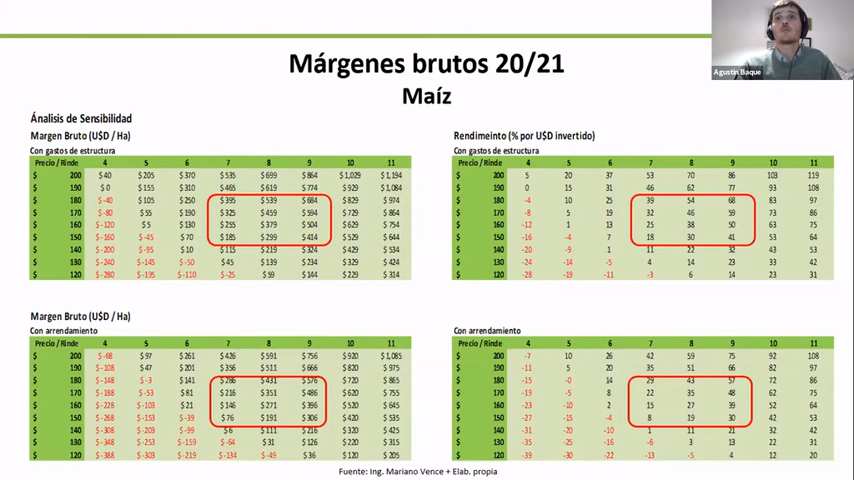 Márgenes brutos 20/21
Maíz
Agustin Baque
Ánalisis de Sensibilidad
Margen Bruto (U$D / Ha)
Con gastos de estructura
Precio / Rinde 4 5 6 7 8 9 10 11
$ 200 $ 40 $ 205 $ 370 $ 535 $ 699 $ 864 $ 1,029 $ 1,194
$ 190 $ 0 $ 155 $ 310 $ 465 $ 619 $ 774 $ 929 $ 1,084
$ 180 $ -40 $ 105 $ 250 $ 395 $ 539 $ 684 $ 829 $ 974
$ 170 $ -80 $ 55 $ 190 $ 325 $ 459 $ 594 $ 729 $ 864
$ 160 $ -120 $ 5 $ 130 $ 255 $ 379 $ 504 $ 629 $ 754
$ 150 $ -160 $ -45 $ 70 $ 185 $ 299 $ 414 $ 529 $ 644
$ 140 $ -200 $ -95 $ 10 $ 115 $ 219 $ 324 $ 429 $ 534
$ 130 $ -240 $ -145 $ -50 $ 45 $ 139 $ 234 $ 329 $ 424
$ 120 $ -280 $ -195 $ -110 $ -25 $ 59 $ 144 $ 229 $ 314
Rendimeinto (% por U$D invertido)
Con gastos de estructura
Precio / Rinde 4 5 6 7 8 9 10 11
$ 200 5 20 37 53 70 86 103 119
$ 190 0 15 31 46 62 77 93 108
$ 180 -4 10 25 39 54 68 83 97
$ 170 -8 5 19 32 46 59 73 86
$ 160 -12 1 13 25 38 50 63 75
$ 150 -16 -4 7 18 30 41 53 64
$ 140 -20 -9 1 11 22 32 43 53
$ 130 -24 -14 -5 4 14 23 33 42
$ 120 -28 -19 -11 -3 6 14 23 31
Margen Bruto (U$D / Ha)
Con arrendamiento
Precio / Rinde 4 5 6 7 8 9 10 11
$ 200 $ -68 $ 97 $ 261 $ 426 $ 591 $ 756 $ 920 $ 1,085
$ 190 $ -108 $ 47 $ 201 $ 356 $ 511 $ 666 $ 820 $ 975
$ 180 $ -148 $ -3 $ 141 $ 286 $ 431 $ 576 $ 720 $ 865
$ 170 $ -188 $ -53 $ 81 $ 216 $ 351 $ 486 $ 620 $ 755
$ 160 $ -228 $ -103 $ 21 $ 146 $ 271 $ 396 $ 520 $ 645
$ 150 $ -268 $ -153 $ -39 $ 76 $ 191 $ 306 $ 420 $ 535
$ 140 $ -308 $ -203 $ -99 $ 6 $ 111 $ 216 $ 320 $ 425
$ 130 $ -348 $ -253 $ -159 $ -64 $ 31 $ 126 $ 220 $ 315
$ 120 $ -388 $ -303 $ -219 $ -134 $ -49 $ 36 $ 120 $ 205
Con arrendamiento
Precio / Rinde 4 5 6 7 8 9 10 11
$ 200 -7 10 26 42 59 75 92 108
$ 190 -11 5 20 35 51 66 82 97
$ 180 -15 -0 14 29 43 57 72 86
$ 170 -19 -5 8 22 35 48 62 75
$ 160 -23 -10 2 15 27 39 52 64
$ 150 -27 -15 -4 8 19 30 42 53
$ 140 -31 -20 -10 1 11 21 32 42
$ 130 -35 -25 -16 -6 3 13 22 31
$ 120 -39 -30 -22 -13 -5 4 12 20
Fuente: Ing. Mariano Vence + Elab. propia